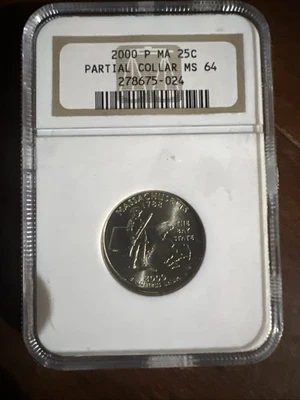 2000 P MA 25C
PARTIAL COLLAR MS 64
278675-024
MASSACHUSETTS
1788
THE
BAY
STATE
2000